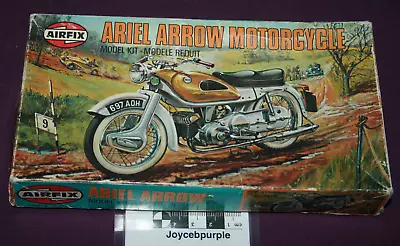 AIRFIX
ARIEL ARROW MOTORCYCLE
MODEL KIT - MODELE REDUIT
697 AOH
9
AIRFIX
ARIEL ARROW
Joycebpurple